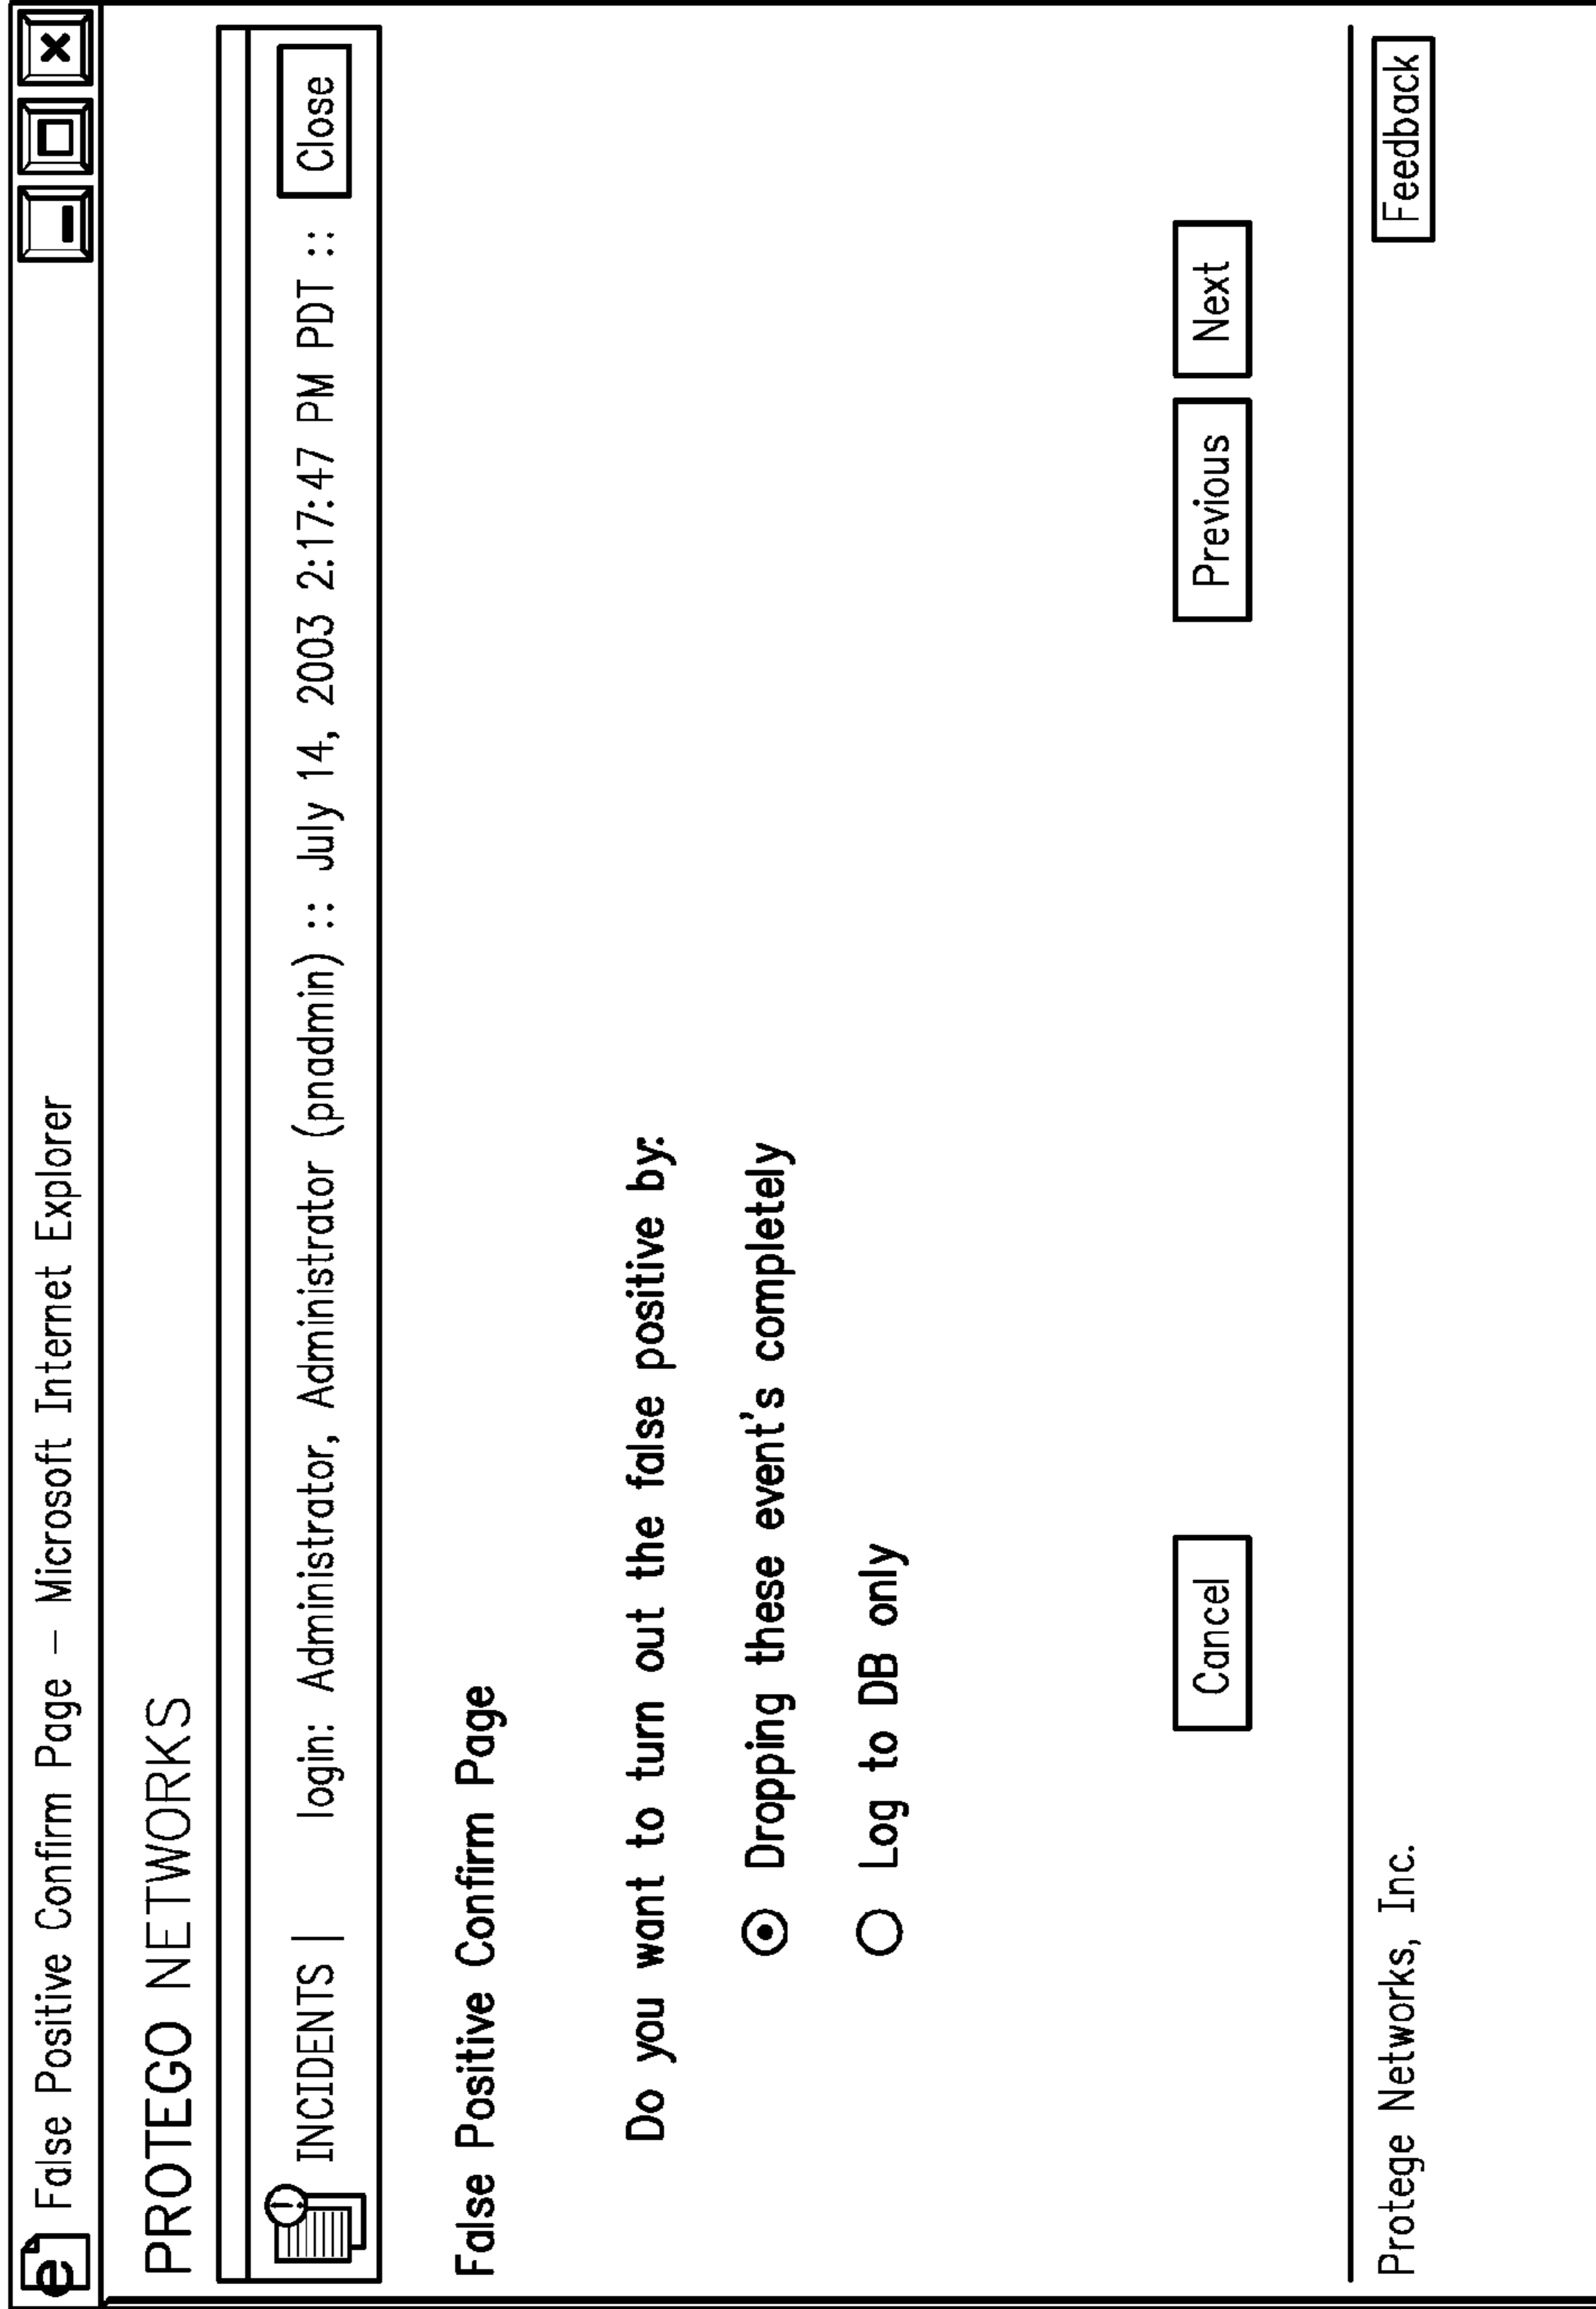 False Positive Confirm Page – Microsoft Internet Explorer
PROTEGO NETWORKS
INCIDENTS | login: Administrator, Administrator (pnadmin) :: July 14, 2003 2:17:47 PM PDT :: Close
False Positive Confirm Page
Do you want to turn out the false positive by:
Dropping these event's completely
Log to DB only
Cancel Previous Next
Protege Networks, Inc. Feedback